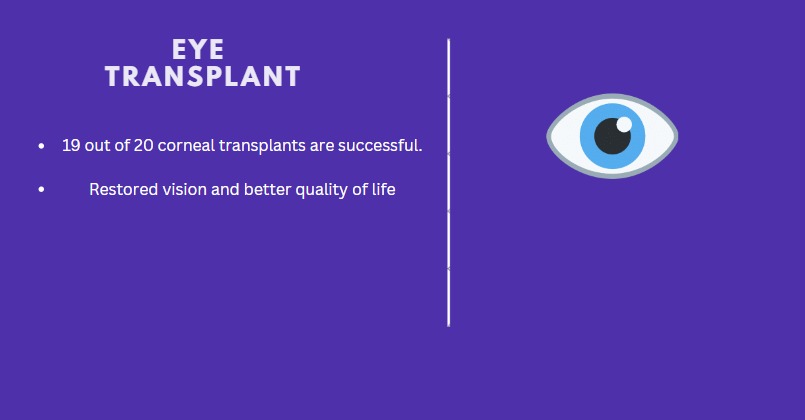 EYE
TRANSPLANT
• 19 out of 20 corneal transplants are successful.
• Restored vision and better quality of life